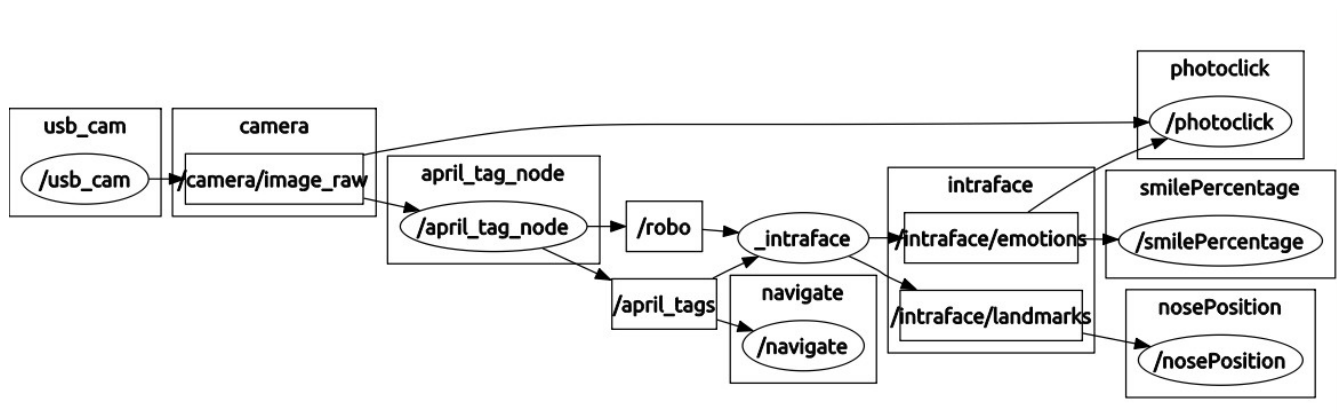 usb_cam
/usb_cam
camera
/camera/image_raw
april_tag_node
/april_tag_node
/robo
/april_tags
_intraface
navigate
/navigate
intraface
/intraface/emotions
/intraface/landmarks
photoclick
/photoclick
smilePercentage
/smilePercentage
nosePosition
/nosePosition